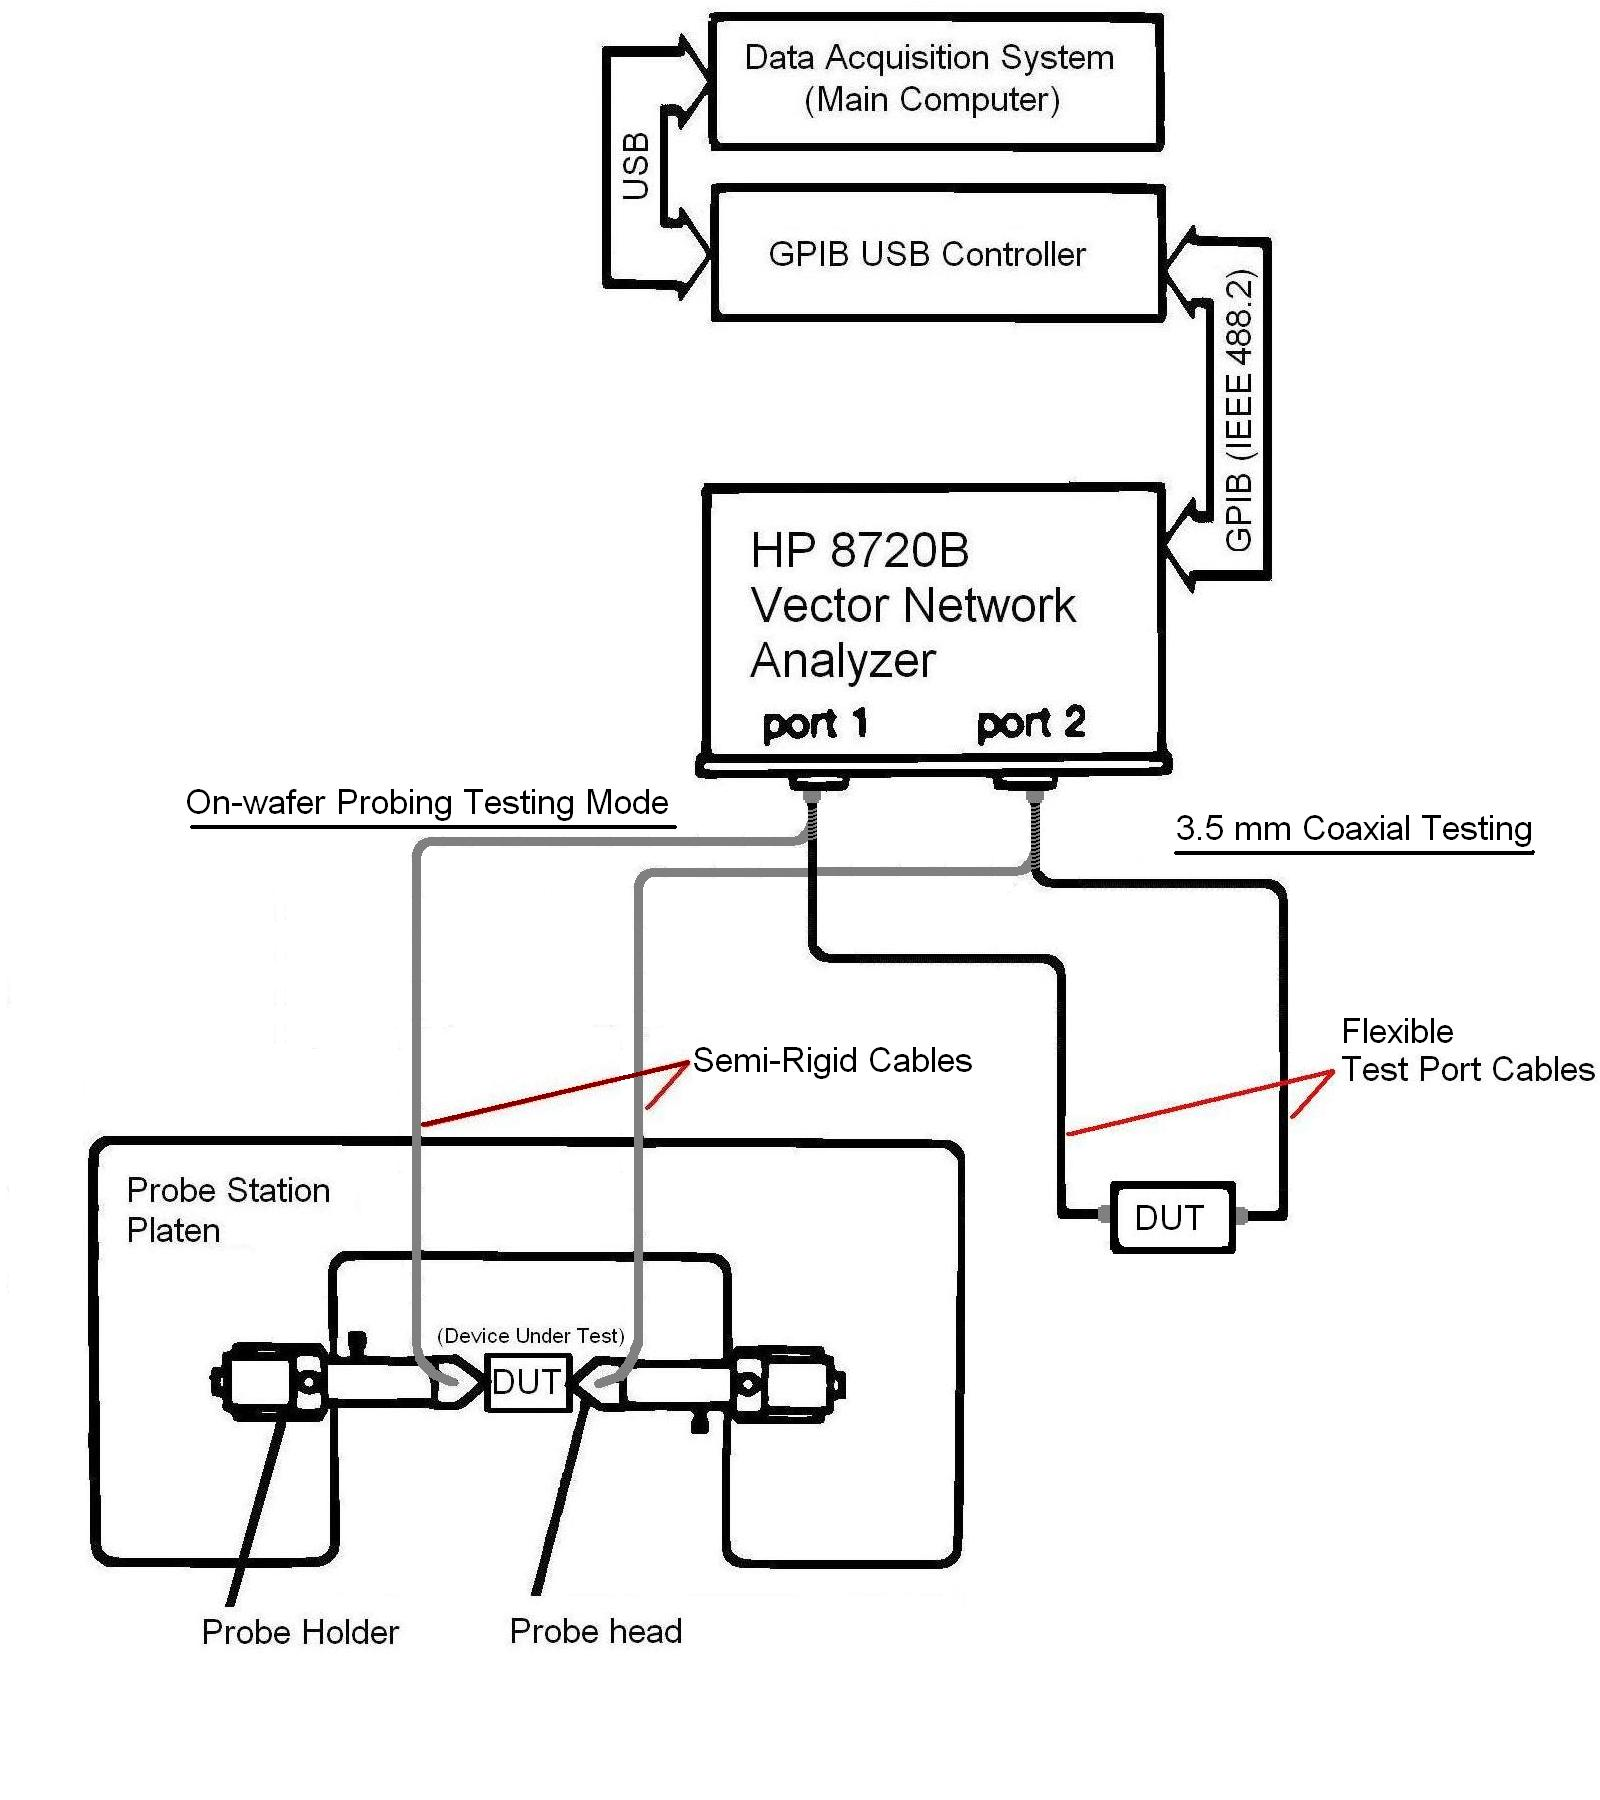 Data Acquisition System
(Main Computer)
USB
GPIB USB Controller
GPIB (IEEE 488.2)
HP 8720B
Vector Network
Analyzer
port 1
port 2
On-wafer Probing Testing Mode
3.5 mm Coaxial Testing
Semi-Rigid Cables
Flexible
Test Port Cables
Probe Station
Platen
DUT
(Device Under Test)
DUT
Probe Holder
Probe head